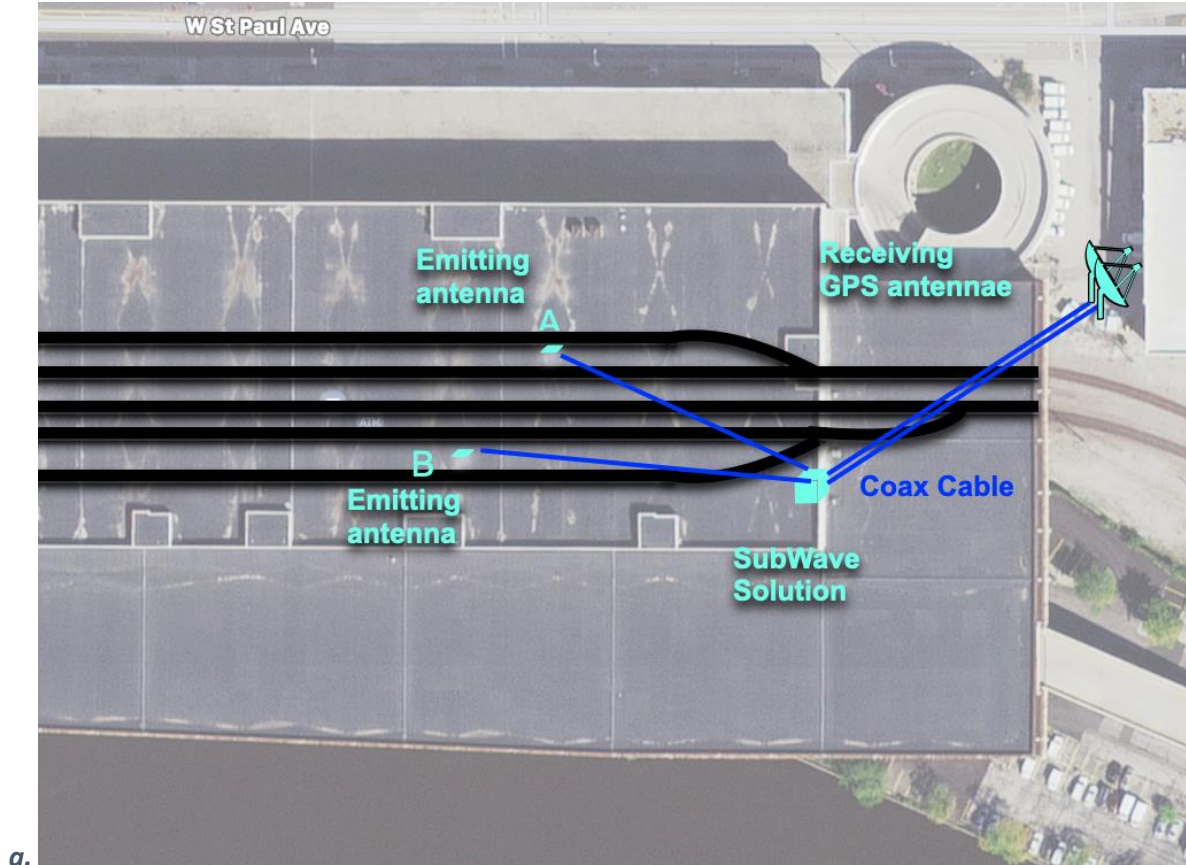 W St Paul Ave
Emitting
antenna
A
Receiving
GPS antennae
B
Emitting
antenna
Coax Cable
SubWave
Solution
a.